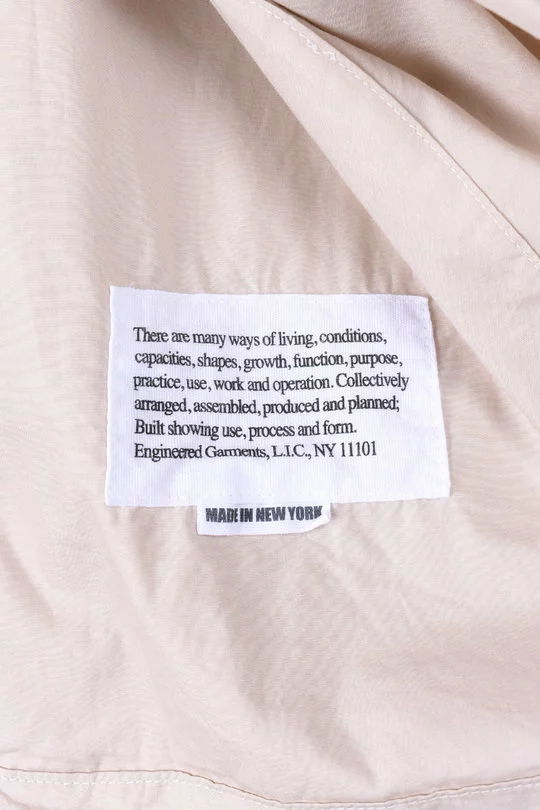 There are many ways of living, conditions,
capacities, shapes, growth, function, purpose,
practice, use, work and operation. Collectively
arranged, assembled, produced and planned;
Built showing use, process and form.
Engineered Garments, L.I.C., NY 11101
MADE IN NEW YORK